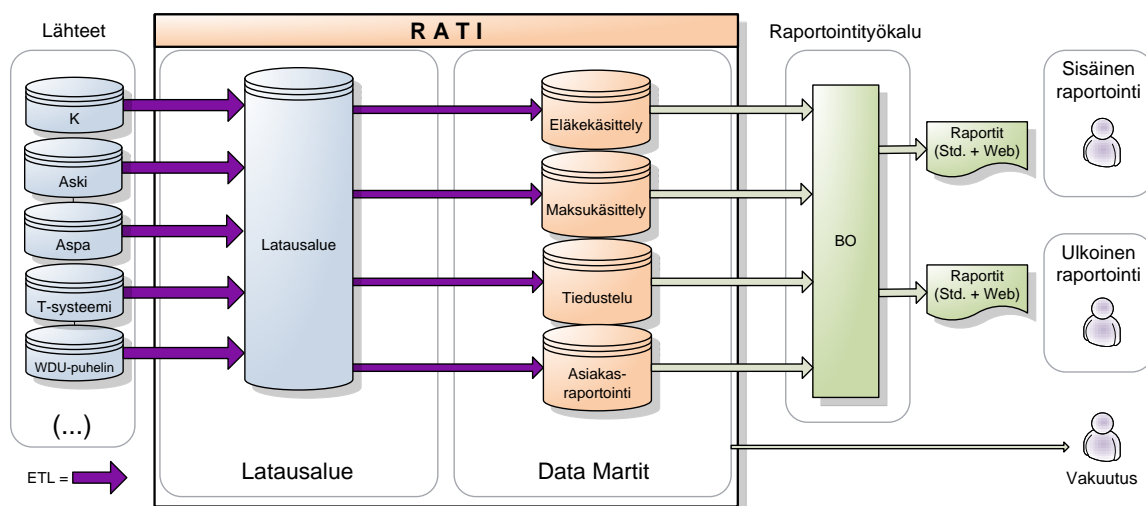 Lähteet
R A T I
Raportointityökalu
K
Aski
Aspa
T-systeemi
WDU-puhelin
(...)
ETL =
Latausalue
Latausalue
Eläkekäsittely
Maksukäsittely
Tiedustelu
Asiakas-
raportointi
Data Martit
BO
Raportit
(Std. + Web)
Raportit
(Std. + Web)
Sisäinen
raportointi
Ulkoinen
raportointi
Vakuutus